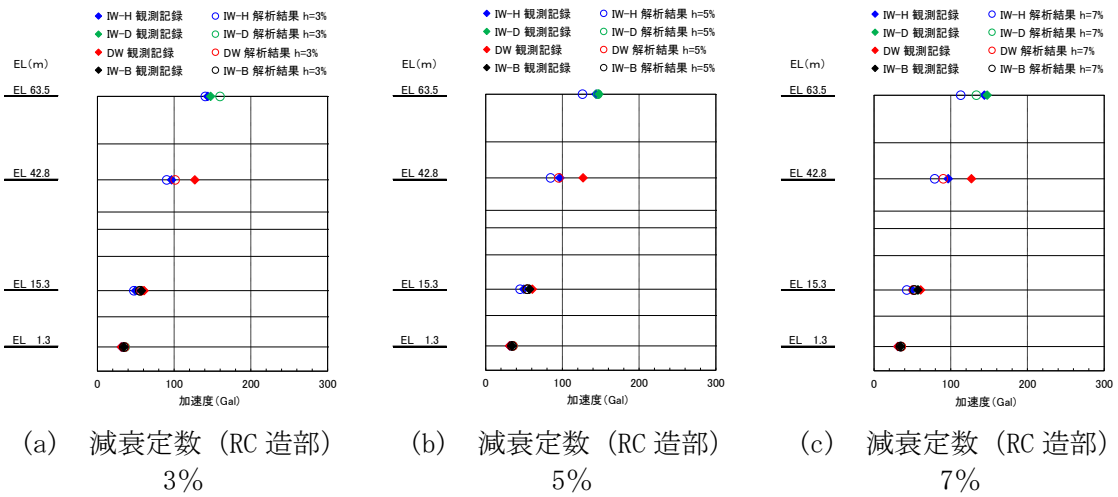 IW-H 観測記録 IW-H 解析結果 h=3%
IW-D 観測記録 IW-D 解析結果 h=3%
DW 観測記録 DW 解析結果 h=3%
IW-B 観測記録 IW-B 解析結果 h=3%
EL(m)
EL 63.5
EL 42.8
EL 15.3
EL 1.3
0 100 200 300
加速度(Gal)
(a) 減衰定数 (RC 造部)
3%
IW-H 観測記録 IW-H 解析結果 h=5%
IW-D 観測記録 IW-D 解析結果 h=5%
DW 観測記録 DW 解析結果 h=5%
IW-B 観測記録 IW-B 解析結果 h=5%
EL(m)
EL 63.5
EL 42.8
EL 15.3
EL 1.3
0 100 200 300
加速度(Gal)
(b) 減衰定数 (RC 造部)
5%
IW-H 観測記録 IW-H 解析結果 h=7%
IW-D 観測記録 IW-D 解析結果 h=7%
DW 観測記録 DW 解析結果 h=7%
IW-B 観測記録 IW-B 解析結果 h=7%
EL(m)
EL 63.5
EL 42.8
EL 15.3
EL 1.3
0 100 200 300
加速度(Gal)
(c) 減衰定数 (RC 造部)
7%